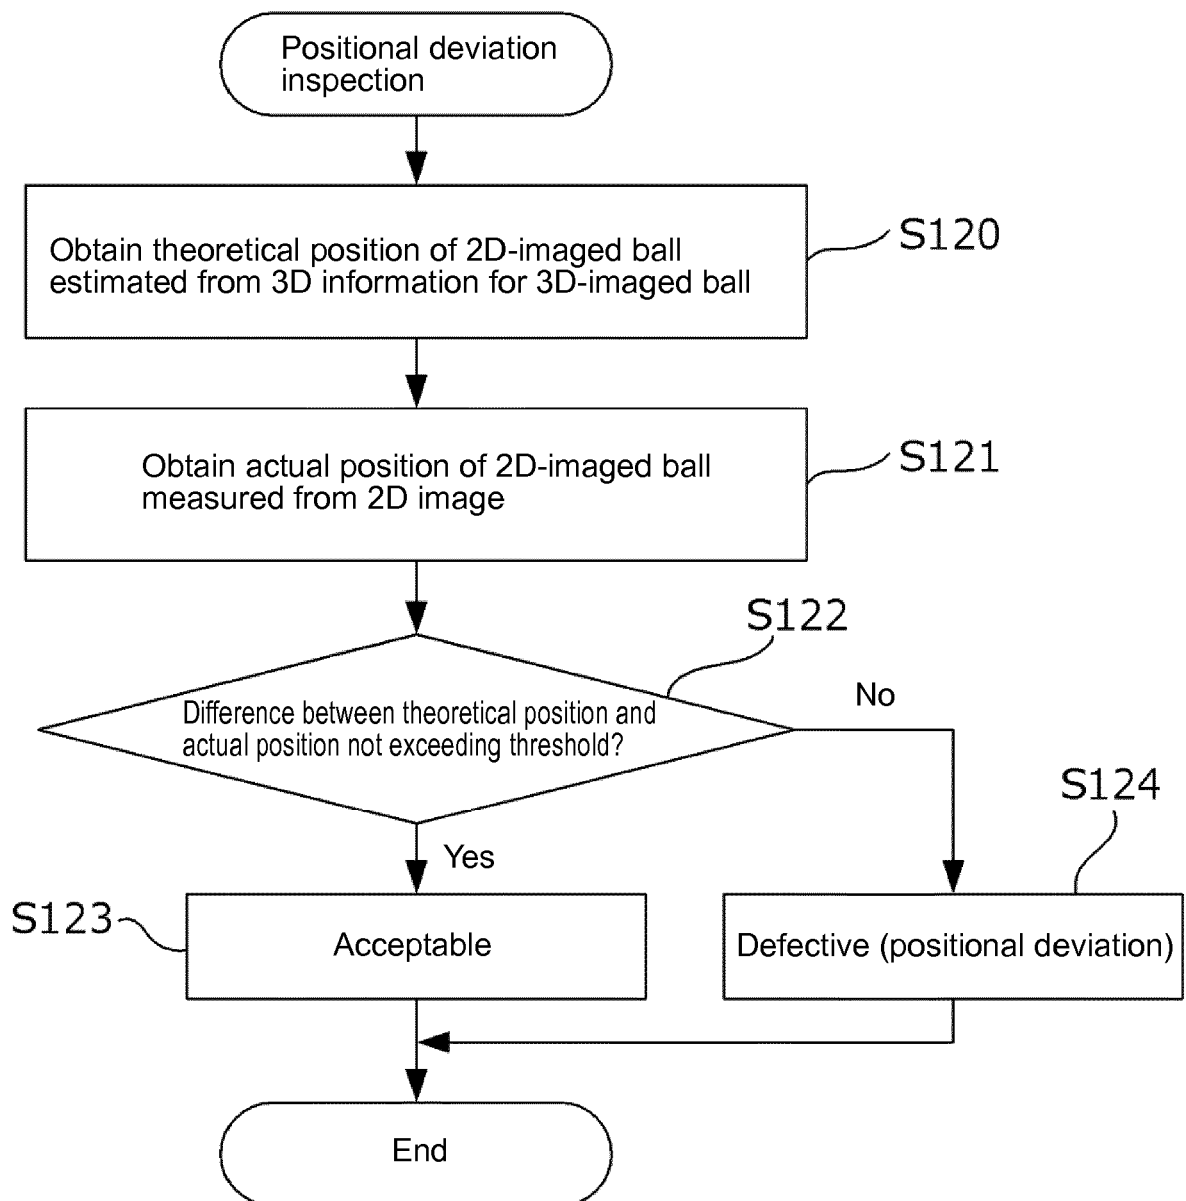 Positional deviation
inspection
Obtain theoretical position of 2D-imaged ball
estimated from 3D information for 3D-imaged ball
S120
Obtain actual position of 2D-imaged ball
measured from 2D image
S121
S122
Difference between theoretical position and
actual position not exceeding threshold?
No
Yes
S124
S123
Acceptable
Defective (positional deviation)
End